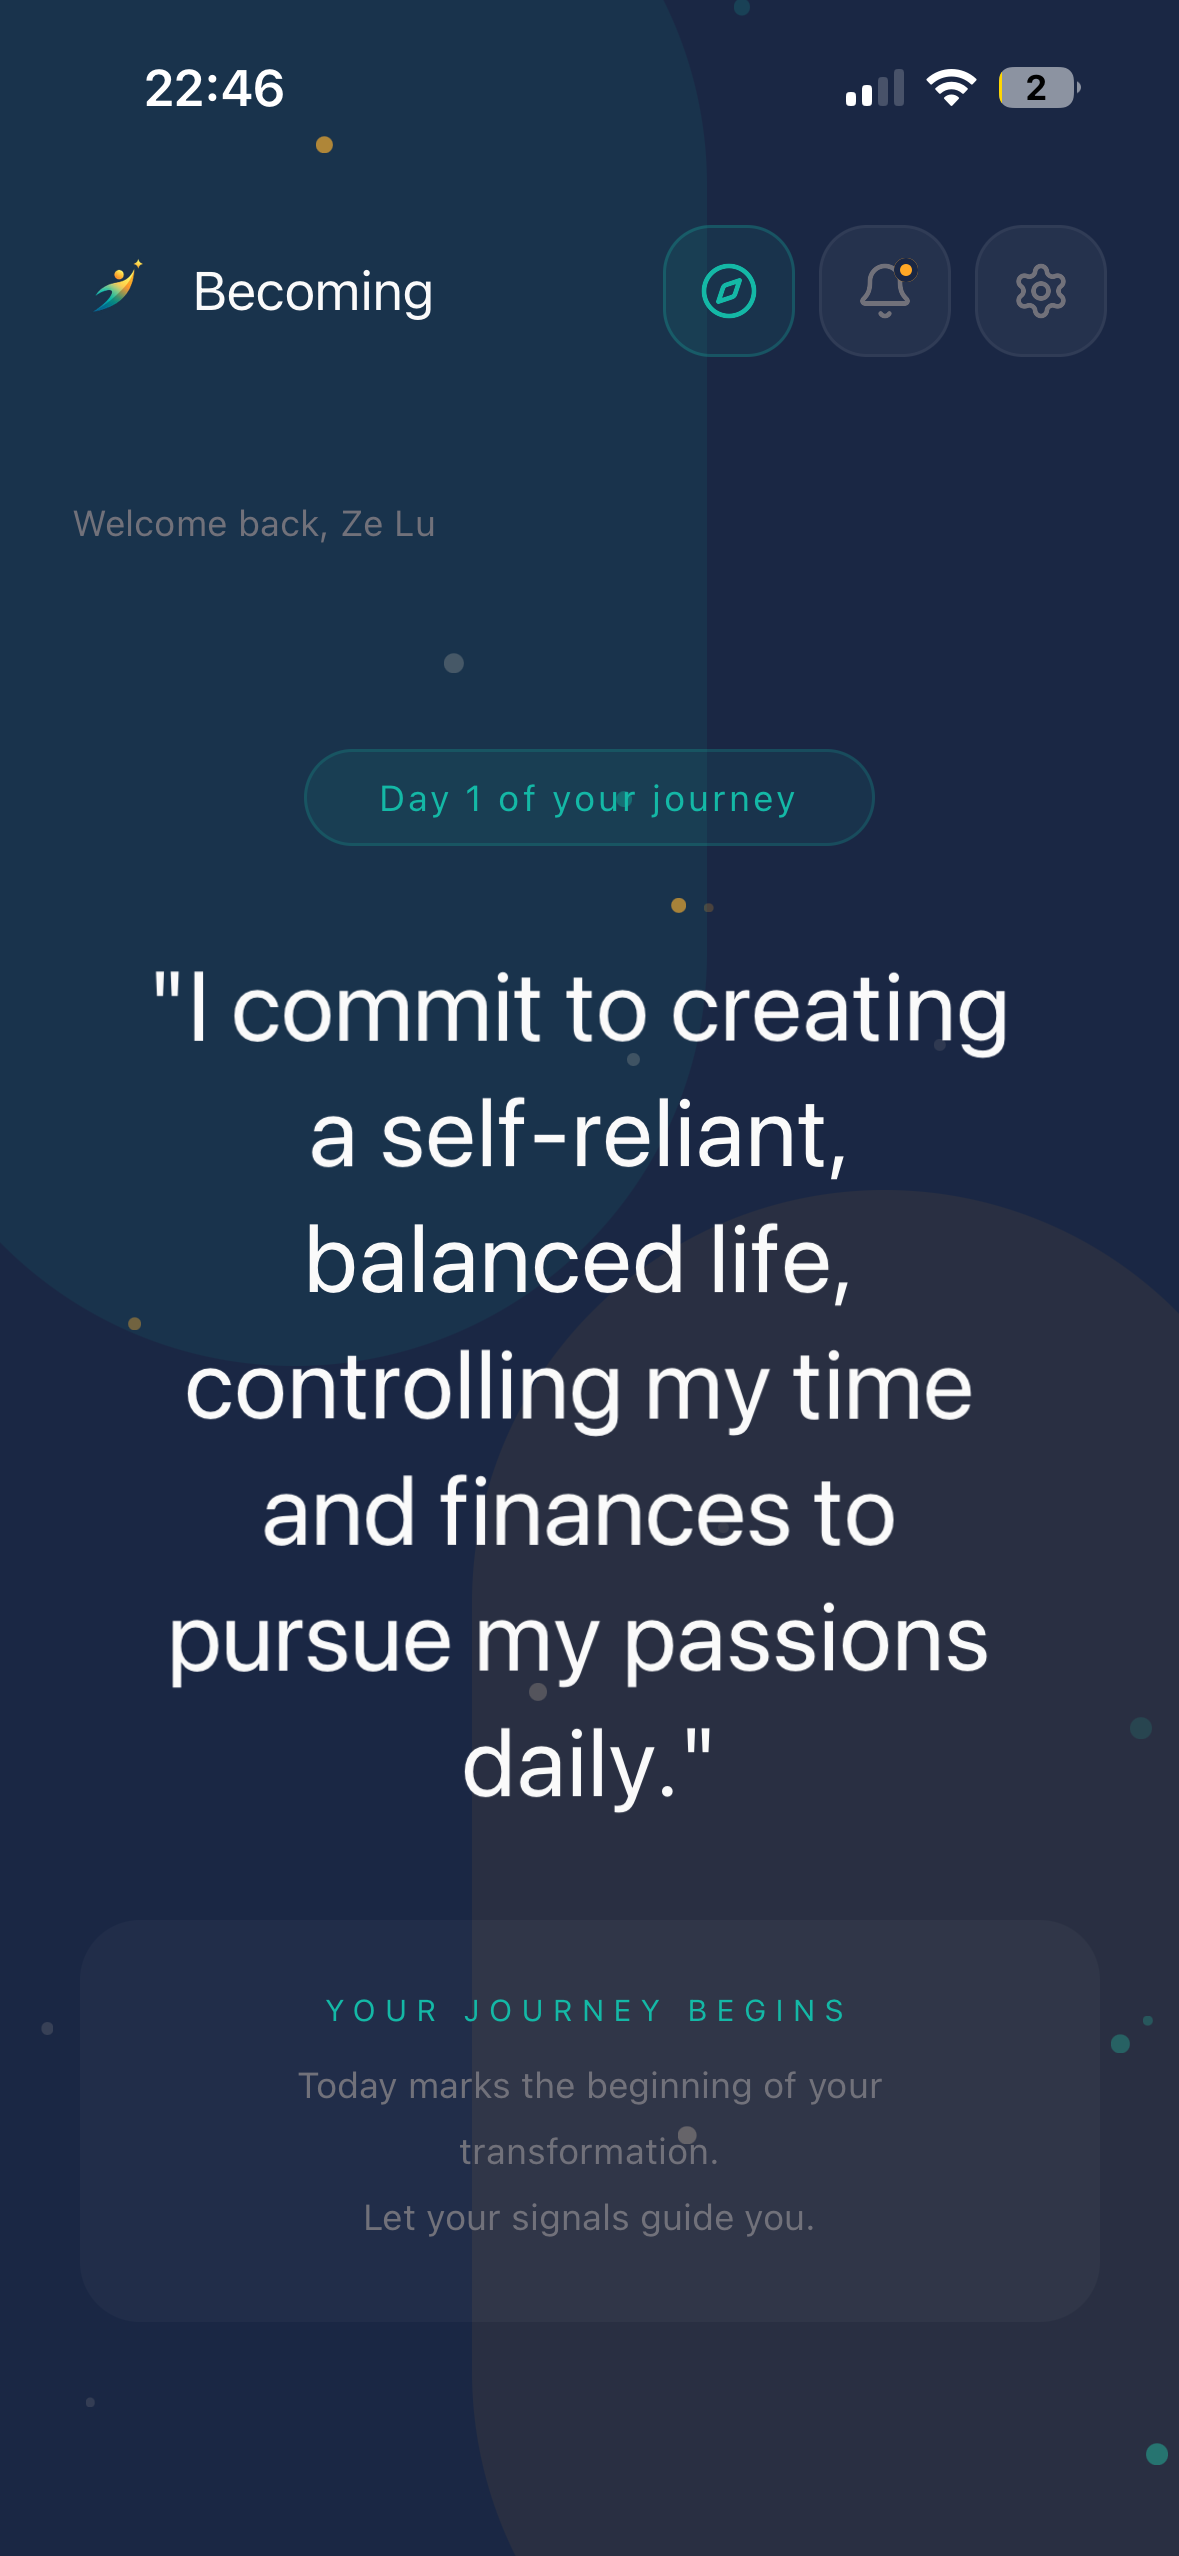 22:46
2
Becoming
Welcome back, Ze Lu
Day 1 of your journey
"I commit to creating
a self-reliant,
balanced life,
controlling my time
and finances to
pursue my passions
daily."
YOUR JOURNEY BEGINS
Today marks the beginning of your
transformation.
Let your signals guide you.